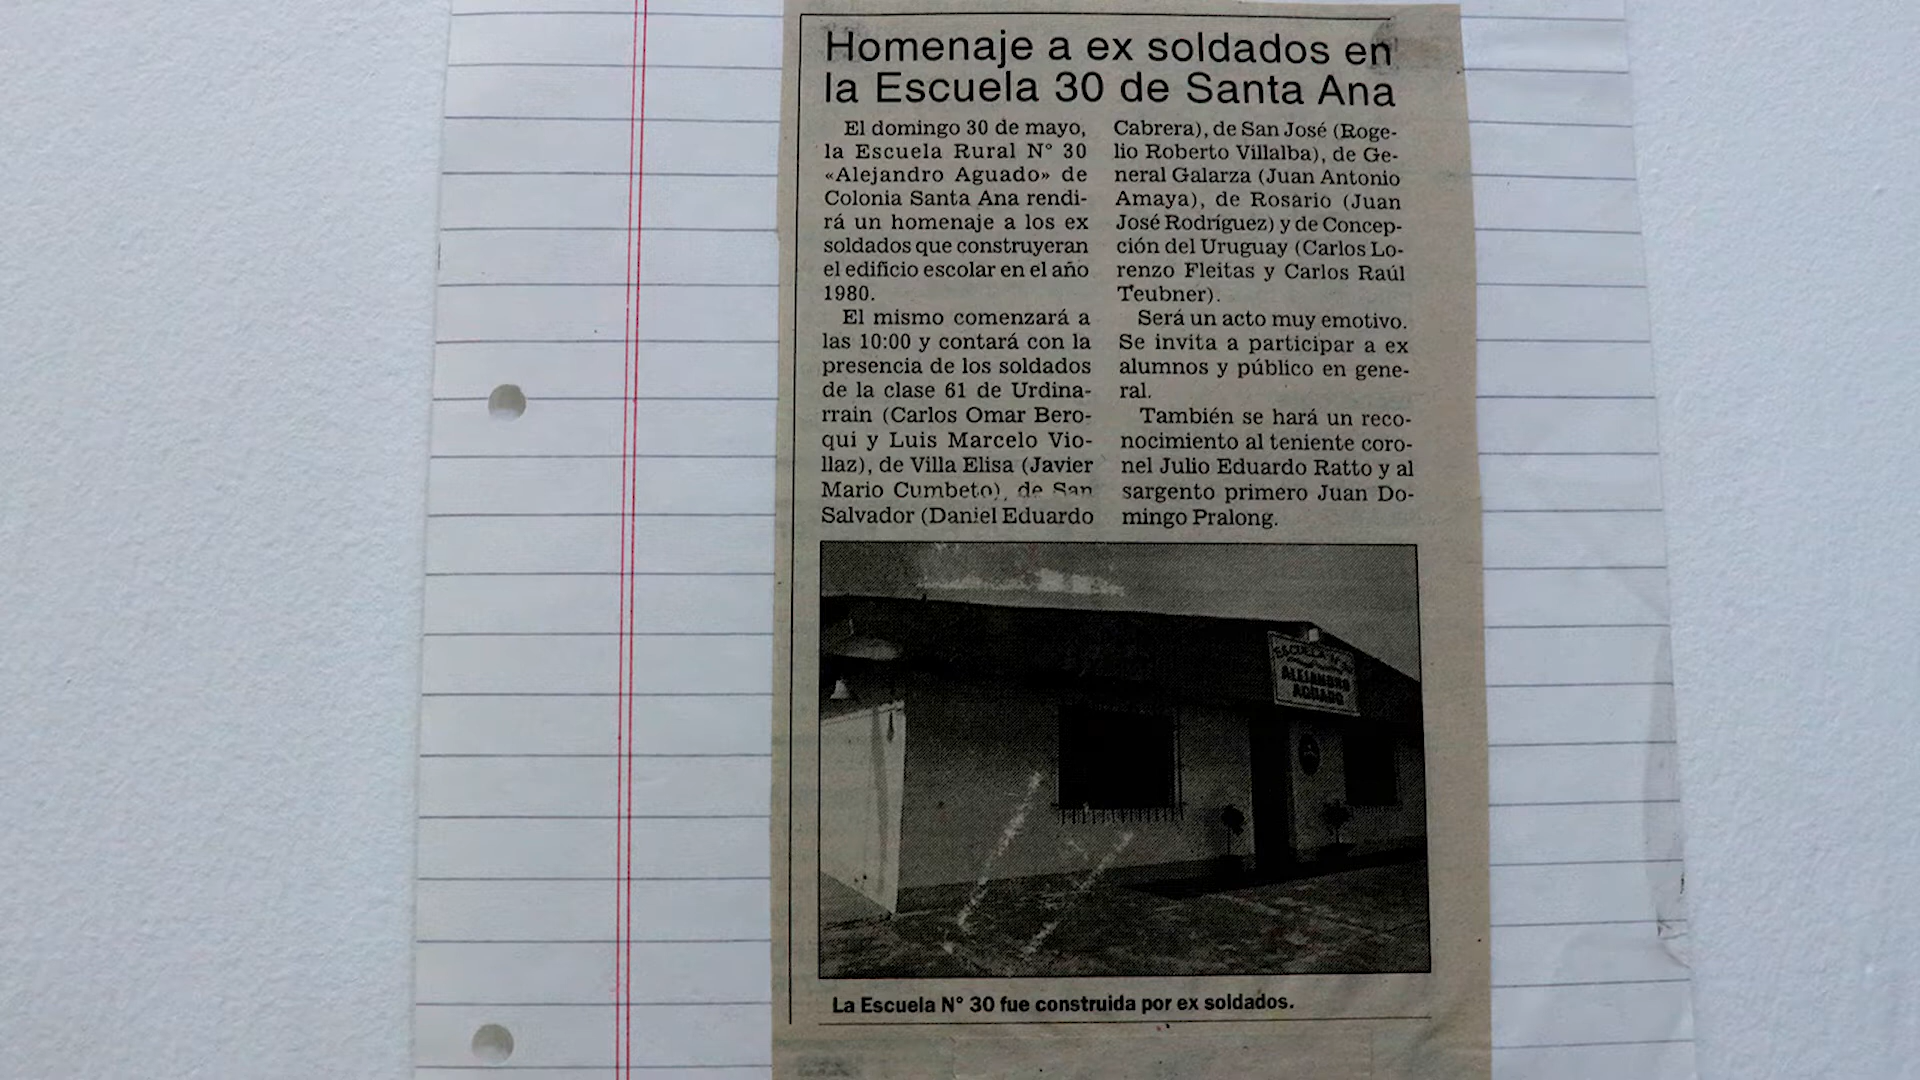 Homenaje a ex soldados en
la Escuela 30 de Santa Ana
El domingo 30 de mayo,
la Escuela Rural N° 30
«Alejandro Aguado» de
Colonia Santa Ana rendi-
rá un homenaje a los ex
soldados que construyeran
el edificio escolar en el año
1980.
El mismo comenzará a
las 10:00 y contará con la
presencia de los soldados
de la clase 61 de Urdina-
rrain (Carlos Omar Bero-
qui y Luis Marcelo Vio-
llaz), de Villa Elisa (Javier
Mario Cumbeto), de San
Salvador (Daniel Eduardo
Cabrera), de San José (Roge-
lio Roberto Villalba), de Ge-
neral Galarza (Juan Antonio
Amaya), de Rosario (Juan
José Rodríguez) y de Concep-
ción del Uruguay (Carlos Lo-
renzo Fleitas y Carlos Raúl
Teubner).
Será un acto muy emotivo.
Se invita a participar a ex
alumnos y público en gene-
ral.
También se hará un reco-
nocimiento al teniente coro-
nel Julio Eduardo Ratto y al
sargento primero Juan Do-
mingo Pralong.
ESCUELA
ALEJANDRO
AGUADO
La Escuela N° 30 fue construida por ex soldados.